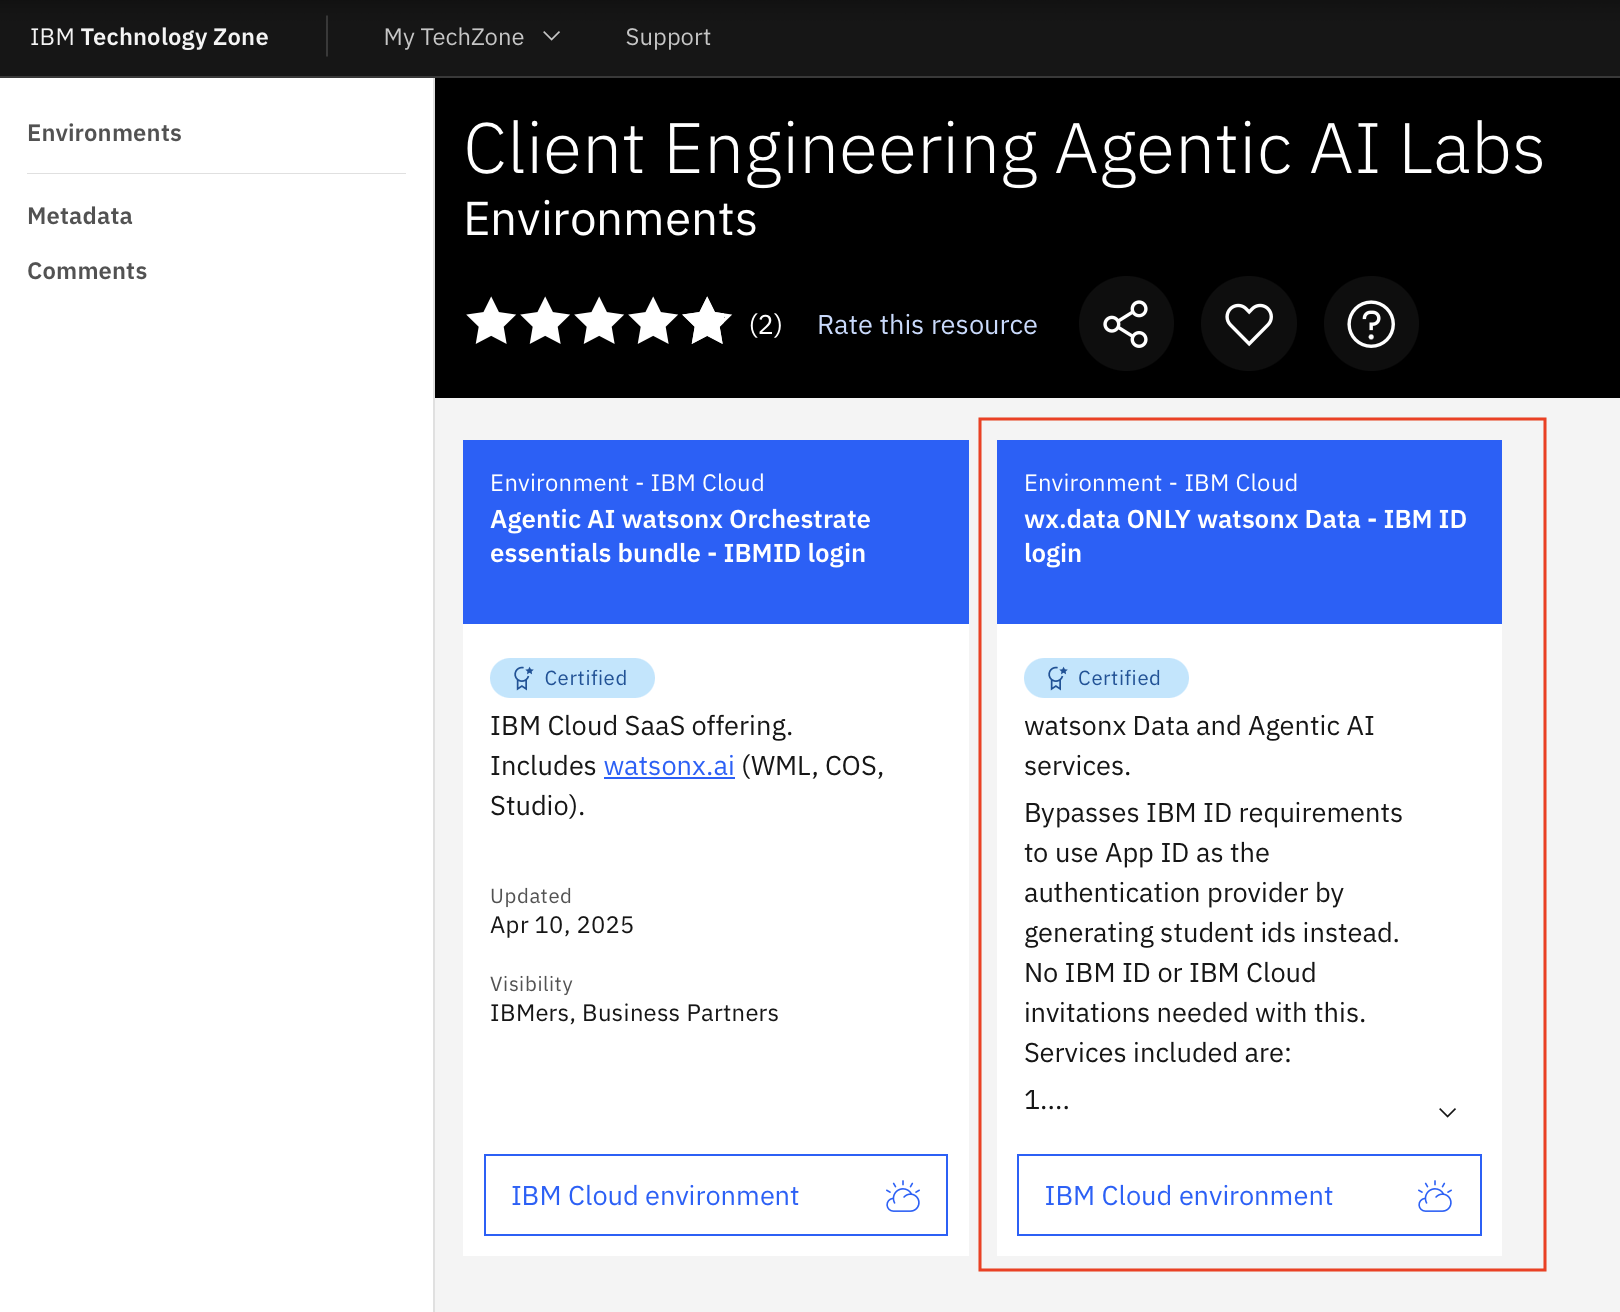 IBM Technology Zone
My TechZone
Support
Environments
Metadata
Comments
Client Engineering Agentic AI Labs
Environments
(2)
Rate this resource
Environment - IBM Cloud
Agentic AI watsonx Orchestrate
essentials bundle - IBMID login
Certified
IBM Cloud SaaS offering.
Includes watsonx.ai (WML, COS,
Studio).
Updated
Apr 10, 2025
Visibility
IBMers, Business Partners
IBM Cloud environment
Environment - IBM Cloud
wx.data ONLY watsonx Data - IBM ID
login
Certified
watsonx Data and Agentic AI
services.
Bypasses IBM ID requirements
to use App ID as the
authentication provider by
generating student ids instead.
No IBM ID or IBM Cloud
invitations needed with this.
Services included are:
1....
IBM Cloud environment